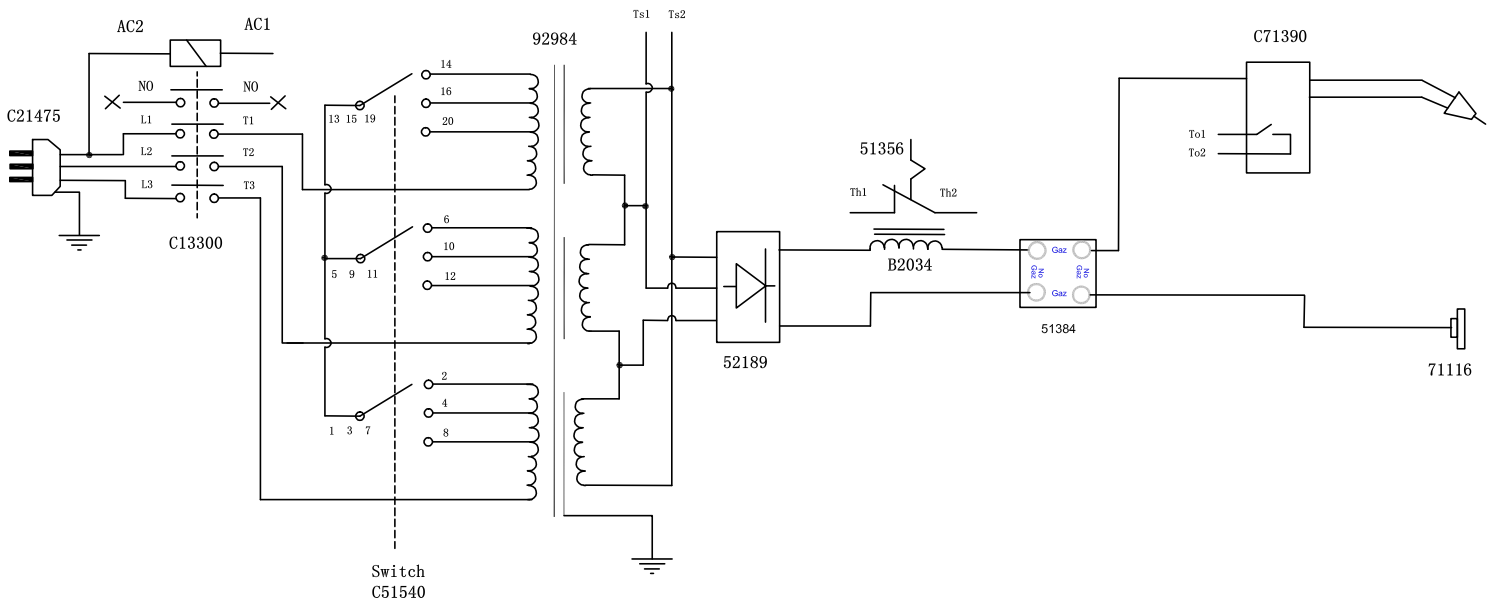 Ts1 Ts2
AC2 AC1
92984
C71390
14
NO NO
16
C21475
L1 T1
13 15 19
20
To1
L2 T2
51356
To2
L3 T3
Th1 Th2
6
C13300
10
Gaz
5 9 11
12
B2034
No Gaz
No Gaz
Gaz
51384
52189
71116
2
4
1 3 7
8
Switch
C51540